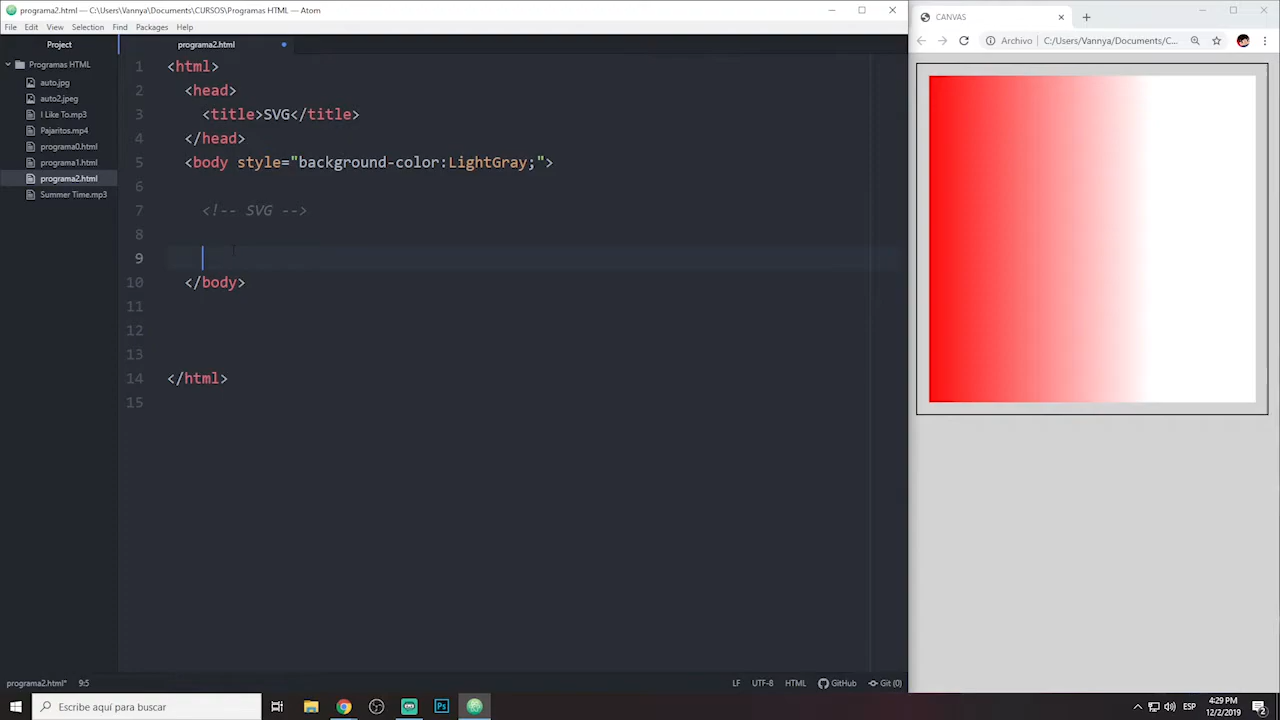 programa2.html — C:\Users\Vannya\Documents\CURSOS\Programas HTML — Atom
File Edit View Selection Find Packages Help
Project
Programas HTML
auto.jpg
auto2.jpeg
I Like To.mp3
Pajaritos.mp4
programa0.html
programa1.html
programa2.html
Summer Time.mp3
programa2.html
1 <html>
2 <head>
3 <title>SVG</title>
4 </head>
5 <body style="background-color:LightGray;">
6
7 <!-- SVG -->
8
9
10 </body>
11
12
13
14 </html>
15
programa2.html* 9:5
LF UTF-8 HTML GitHub Git (0)
CANVAS
Archivo C:/Users/Vannya/Documents/C...
Escribe aquí para buscar
Ps
ESP
4:29 PM
12/2/2019
2